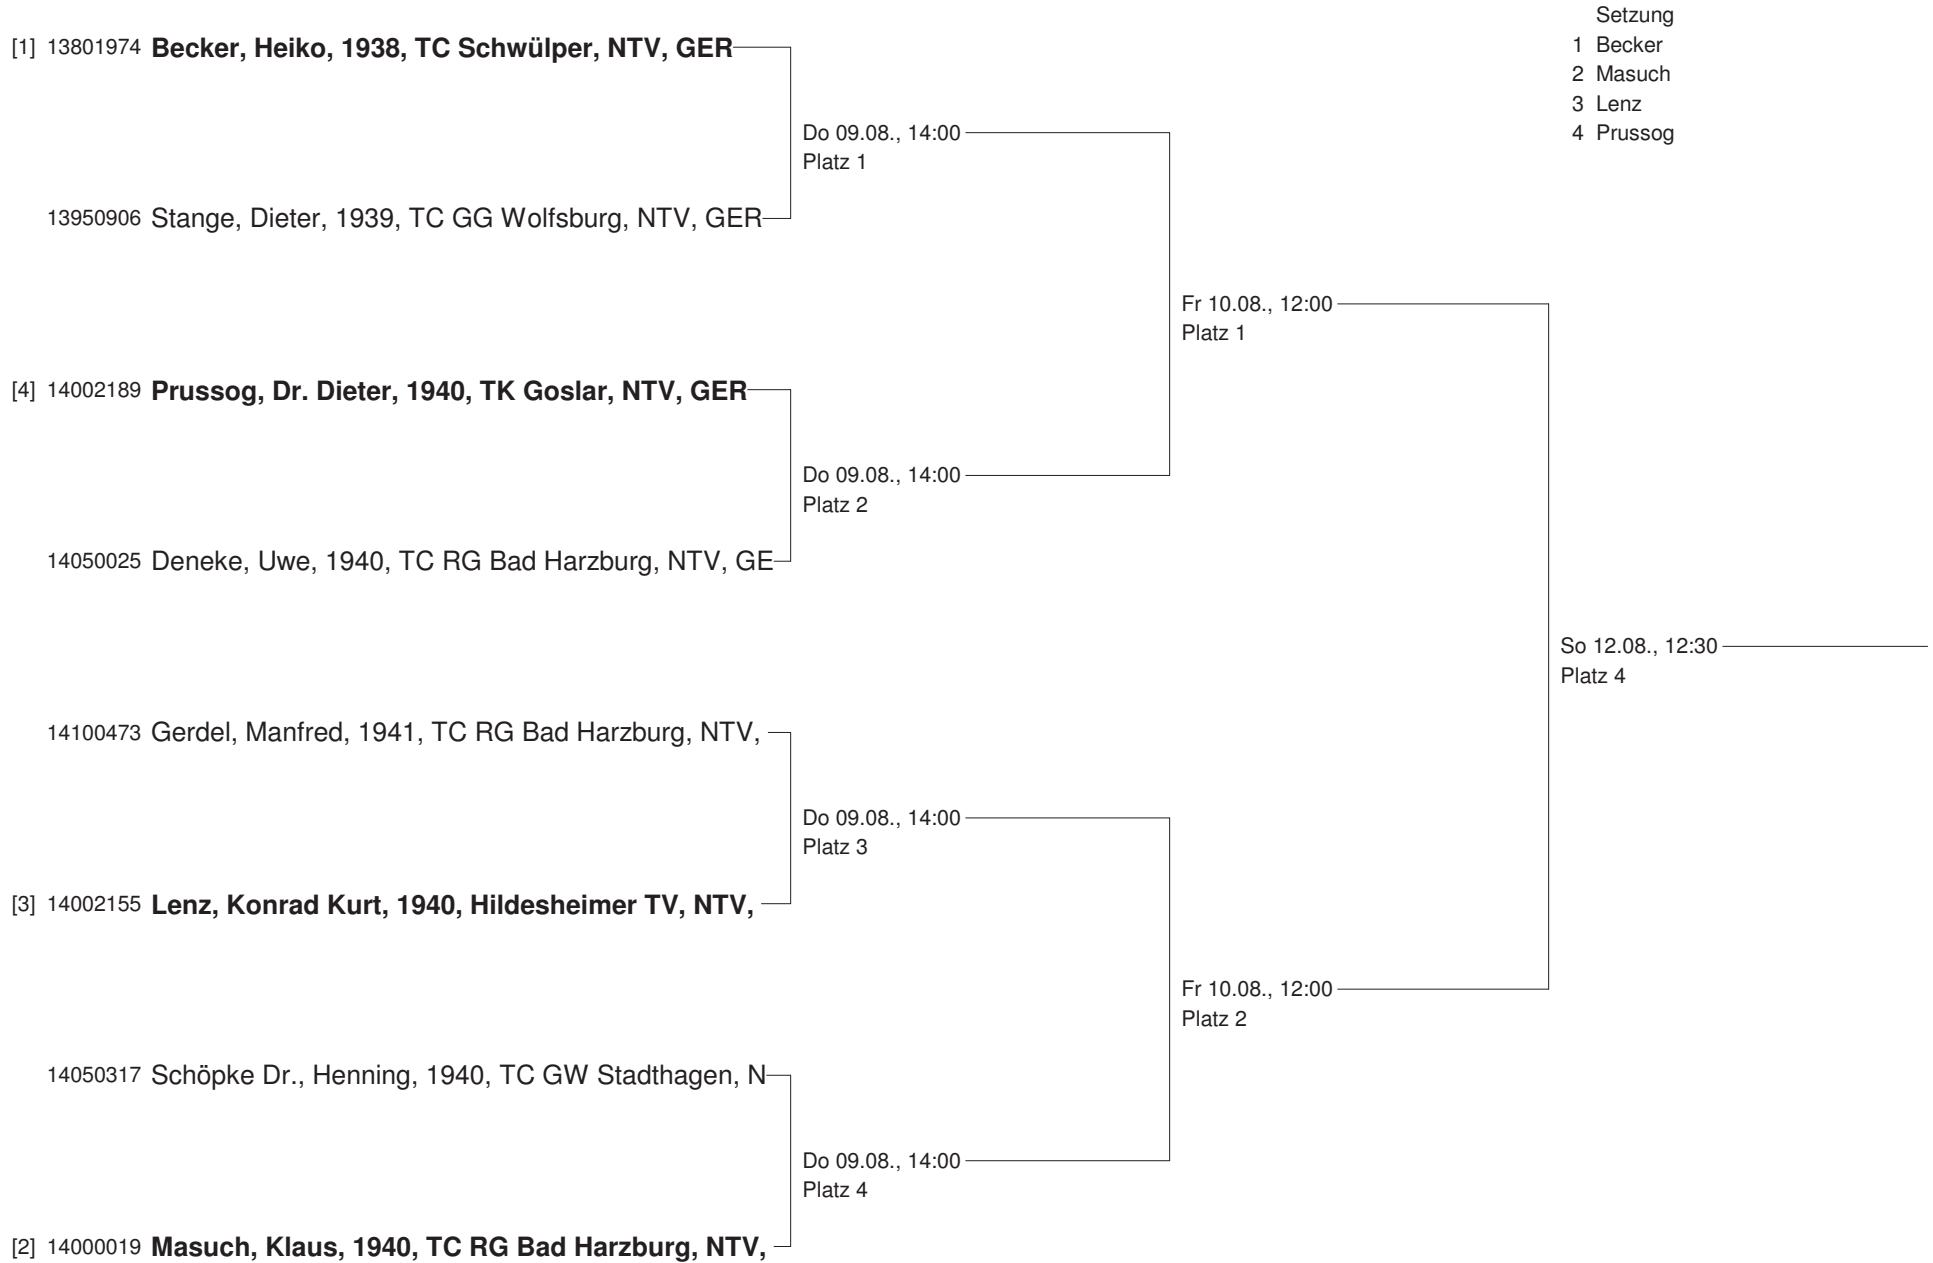 Setzung
1 Becker
2 Masuch
3 Lenz
4 Prussog
[1] 13801974 Becker, Heiko, 1938, TC Schwülper, NTV, GER
Do 09.08., 14:00
Platz 1
13950906 Stange, Dieter, 1939, TC GG Wolfsburg, NTV, GER
Fr 10.08., 12:00
Platz 1
[4] 14002189 Prussog, Dr. Dieter, 1940, TK Goslar, NTV, GER
Do 09.08., 14:00
Platz 2
14050025 Deneke, Uwe, 1940, TC RG Bad Harzburg, NTV, GE
So 12.08., 12:30
Platz 4
14100473 Gerdel, Manfred, 1941, TC RG Bad Harzburg, NTV,
Do 09.08., 14:00
Platz 3
[3] 14002155 Lenz, Konrad Kurt, 1940, Hildesheimer TV, NTV,
Fr 10.08., 12:00
Platz 2
14050317 Schöpke Dr., Henning, 1940, TC GW Stadthagen, N
Do 09.08., 14:00
Platz 4
[2] 14000019 Masuch, Klaus, 1940, TC RG Bad Harzburg, NTV,